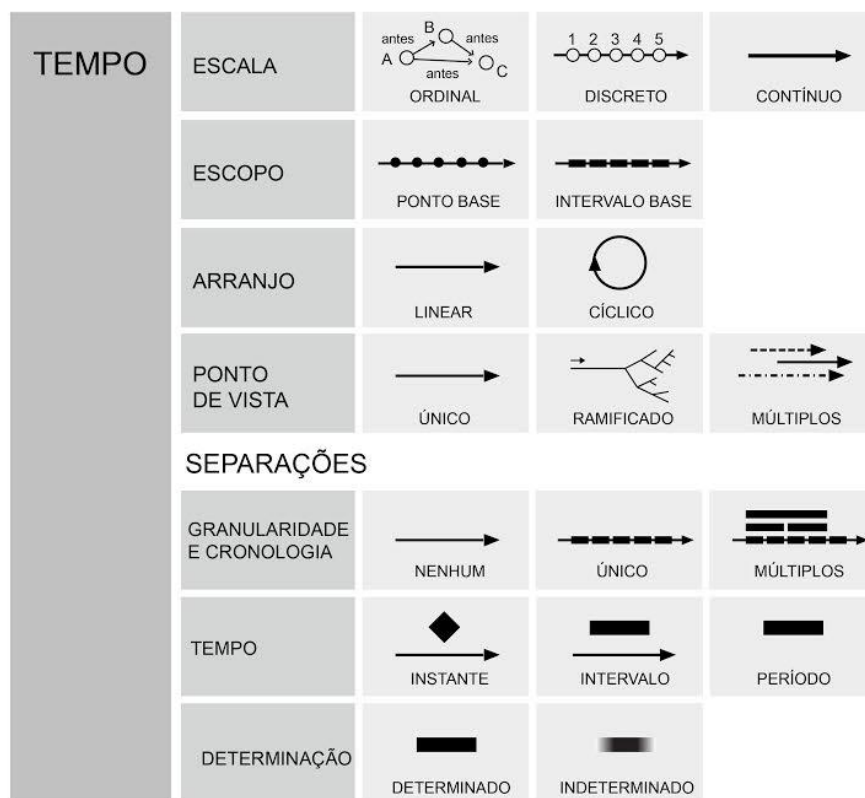 TEMPO
ESCALA
antes
B
antes
A
antes
C
ORDINAL
1 2 3 4 5
DISCRETO
CONTÍNUO
ESCOPO
PONTO BASE
INTERVALO BASE
ARRANJO
LINEAR
CÍCLICO
PONTO
DE VISTA
ÚNICO
RAMIFICADO
MÚLTIPLOS
SEPARAÇÕES
GRANULARIDADE
E CRONOLOGIA
NENHUM
ÚNICO
MÚLTIPLOS
TEMPO
INSTANTE
INTERVALO
PERÍODO
DETERMINAÇÃO
DETERMINADO
INDETERMINADO